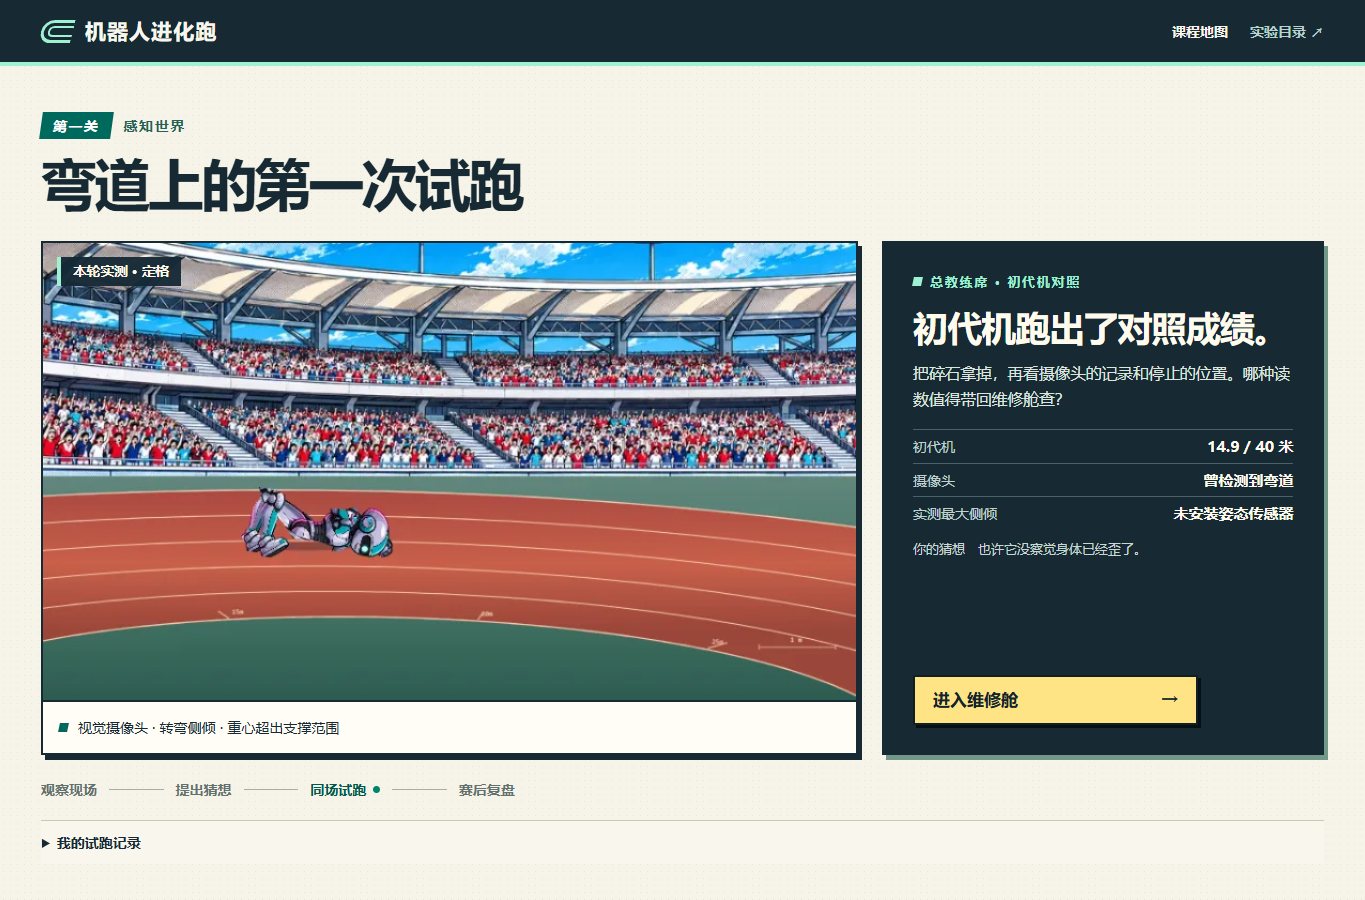 机器人进化跑
课程地图
实验目录 ↗
第一关
感知世界
弯道上的第一次试跑
本轮实测 • 定格
15m
20m
25m
1 m
视觉摄像头 · 转弯侧倾 · 重心超出支撑范围
总教练席 • 初代机对照
初代机跑出了对照成绩。
把碎石拿掉，再看摄像头的记录和停止的位置。哪种读
数值得带回维修舱查？
初代机
14.9 / 40 米
摄像头
曾检测到弯道
实测最大侧倾
未安装姿态传感器
你的猜想 也许它没察觉身体已经歪了。
进入维修舱 →
观察现场
提出猜想
同场试跑
赛后复盘
我的试跑记录